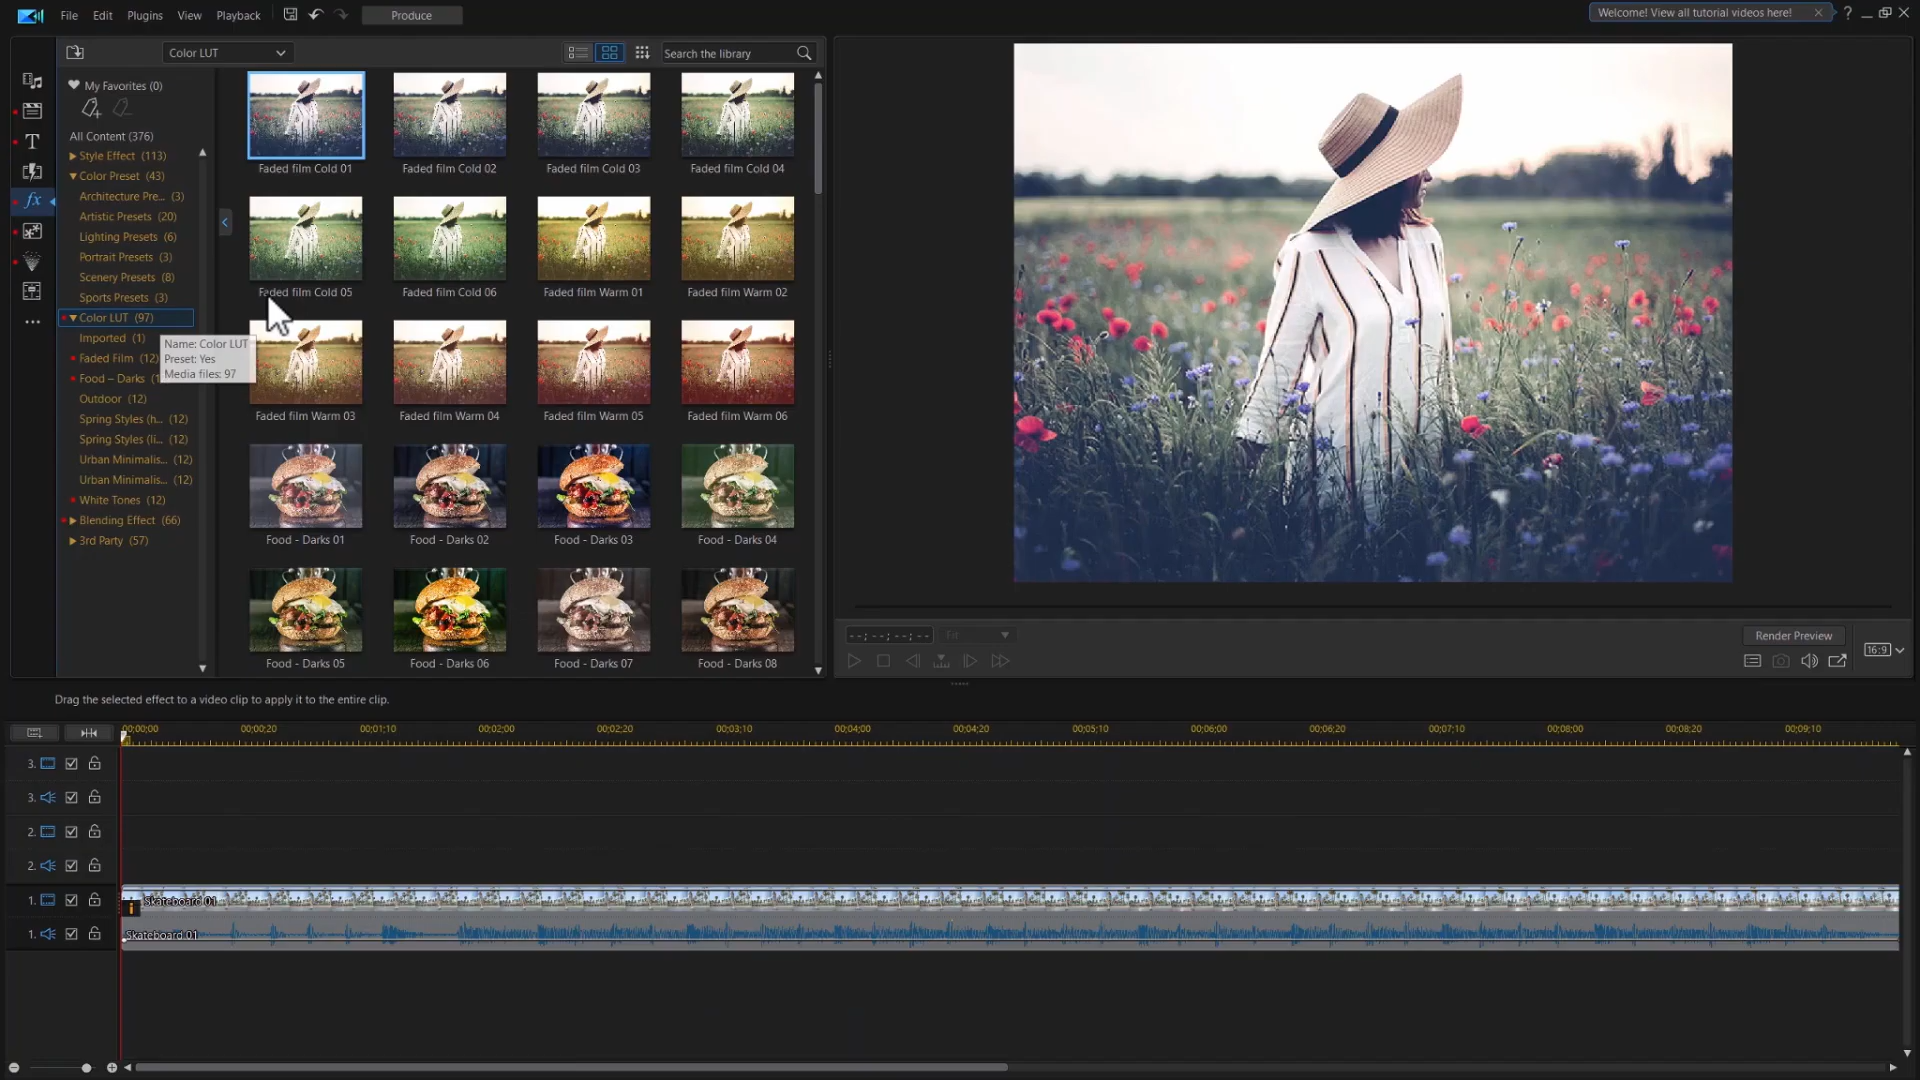 File Edit Plugins View Playback Produce Welcome! View all tutorial videos here!
Color LUT Search the library
My Favorites (0)
All Content (376)
Style Effect (113)
Color Preset (43)
Architecture Pre... (3)
Artistic Presets (20)
Lighting Presets (6)
Portrait Presets (3)
Scenery Presets (8)
Sports Presets (3)
Color LUT (97)
Imported (1)
Faded Film (12)
Food – Darks
Outdoor (12)
Spring Styles (h... (12)
Spring Styles (li... (12)
Urban Minimalis... (12)
Urban Minimalis... (12)
White Tones (12)
Blending Effect (66)
3rd Party (57)
Name: Color LUT
Preset: Yes
Media files: 97
Faded film Cold 01 Faded film Cold 02 Faded film Cold 03 Faded film Cold 04
Faded film Cold 05 Faded film Cold 06 Faded film Warm 01 Faded film Warm 02
Faded film Warm 03 Faded film Warm 04 Faded film Warm 05 Faded film Warm 06
Food - Darks 01 Food - Darks 02 Food - Darks 03 Food - Darks 04
Food - Darks 05 Food - Darks 06 Food - Darks 07 Food - Darks 08
--;--;--;-- Fit Render Preview
16:9
Drag the selected effect to a video clip to apply it to the entire clip.
00;00;00 00;00;20 00;01;10 00;02;00 00;02;20 00;03;10 00;04;00 00;04;20 00;05;10 00;06;00 00;06;20 00;07;10 00;08;00 00;08;20 00;09;10
3.
3.
2.
2.
1. Skateboard 01
1. Skateboard 01